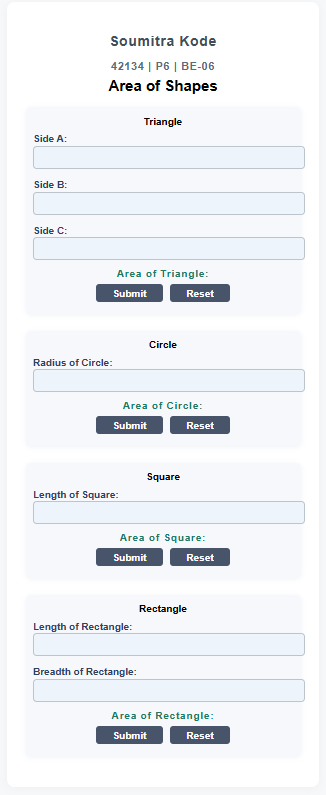 Soumitra Kode
42134 | P6 | BE-06
Area of Shapes
Triangle
Side A:
Side B:
Side C:
Area of Triangle:
Submit Reset
Circle
Radius of Circle:
Area of Circle:
Submit Reset
Square
Length of Square:
Area of Square:
Submit Reset
Rectangle
Length of Rectangle:
Breadth of Rectangle:
Area of Rectangle:
Submit Reset